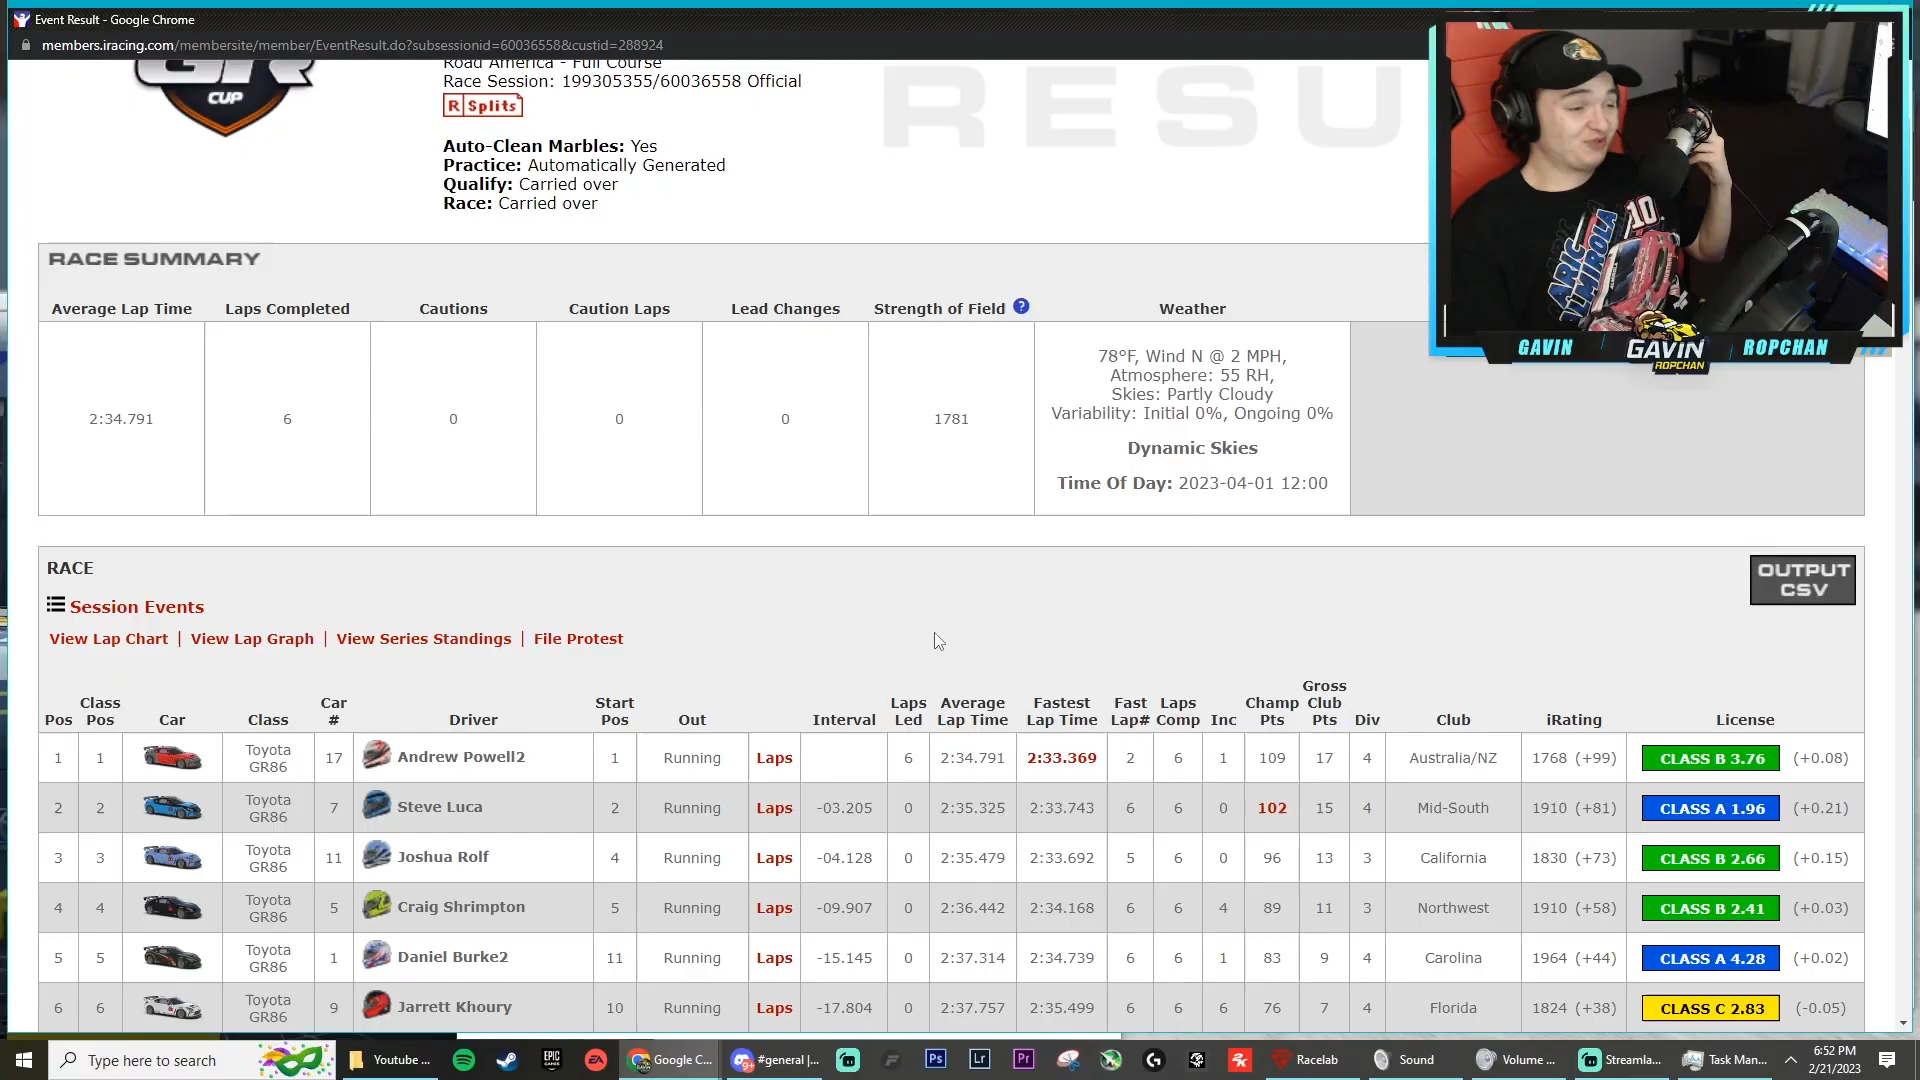 Event Result - Google Chrome
members.iracing.com/membersite/member/EventResult.do?subsessionid=60036558&custid=288924
GR
CUP
Road America - Full Course
Race Session: 199305355/60036558 Official
R Splits
RESU
Auto-Clean Marbles: Yes
Practice: Automatically Generated
Qualify: Carried over
Race: Carried over
10
GAVIN
GAVIN
ROPCHAN
ROPCHAN
RACE SUMMARY
Average Lap Time Laps Completed Cautions Caution Laps Lead Changes Strength of Field ? Weather
2:34.791 6 0 0 0 1781
78°F, Wind N @ 2 MPH,
Atmosphere: 55 RH,
Skies: Partly Cloudy
Variability: Initial 0%, Ongoing 0%
Dynamic Skies
Time Of Day: 2023-04-01 12:00
RACE
OUTPUT
CSV
Session Events
View Lap Chart | View Lap Graph | View Series Standings | File Protest
Pos Class Pos Car Class Car # Driver Start Pos Out Interval Laps Led Average Lap Time Fastest Lap Time Fast Lap# Laps Comp Inc Champ Pts Gross Club Pts Div Club iRating License
1 1 Toyota GR86 17 Andrew Powell2 1 Running Laps 6 2:34.791 2:33.369 2 6 1 109 17 4 Australia/NZ 1768 (+99) CLASS B 3.76 (+0.08)
2 2 Toyota GR86 7 Steve Luca 2 Running Laps -03.205 0 2:35.325 2:33.743 6 6 0 102 15 4 Mid-South 1910 (+81) CLASS A 1.96 (+0.21)
3 3 Toyota GR86 11 Joshua Rolf 4 Running Laps -04.128 0 2:35.479 2:33.692 5 6 0 96 13 3 California 1830 (+73) CLASS B 2.66 (+0.15)
4 4 Toyota GR86 5 Craig Shrimpton 5 Running Laps -09.907 0 2:36.442 2:34.168 6 6 4 89 11 3 Northwest 1910 (+58) CLASS B 2.41 (+0.03)
5 5 Toyota GR86 1 Daniel Burke2 11 Running Laps -15.145 0 2:37.314 2:34.739 6 6 1 83 9 4 Carolina 1964 (+44) CLASS A 4.28 (+0.02)
6 6 Toyota GR86 9 Jarrett Khoury 10 Running Laps -17.804 0 2:37.757 2:35.499 6 6 6 76 7 4 Florida 1824 (+38) CLASS C 2.83 (-0.05)
Type here to search Youtube ... EPIC GAMES EA Google C... #general |... Ps Lr Pr 2K Racelab Sound Volume ... Streamla... Task Man... 6:52 PM
2/21/2023